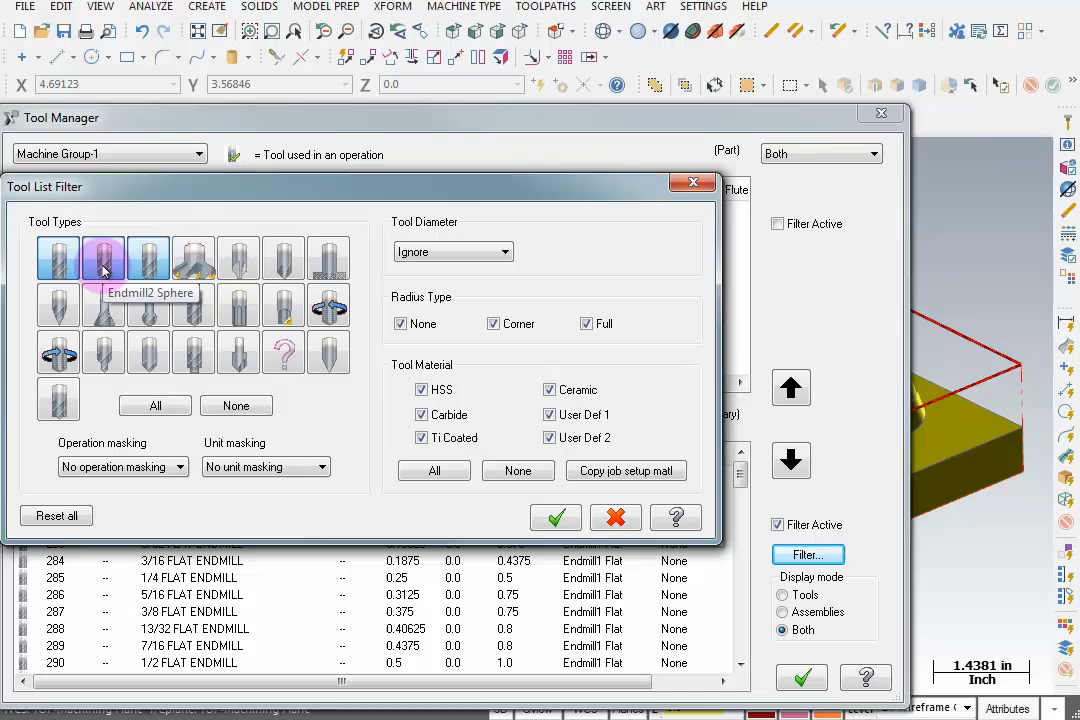 FILE EDIT VIEW ANALYZE CREATE SOLIDS MODEL PREP XFORM MACHINE TYPE TOOLPATHS SCREEN ART SETTINGS HELP
X 4.69123 Y 3.56846 Z 0.0
Tool Manager
Machine Group-1
= Tool used in an operation
(Part)
Both
Tool List Filter
Flute
Tool Types
Tool Diameter
Filter Active
Ignore
Endmill2 Sphere
Radius Type
None Corner Full
Tool Material
HSS Ceramic
Carbide User Def 1
Ti Coated User Def 2
All None
Operation masking Unit masking
No operation masking No unit masking
All None Copy job setup matl
Reset all
Filter Active
Filter...
Display mode
Tools
Assemblies
Both
284 -- 3/16 FLAT ENDMILL -- 0.1875 0.0 0.4375 Endmill1 Flat None
285 -- 1/4 FLAT ENDMILL -- 0.25 0.0 0.5 Endmill1 Flat None
286 -- 5/16 FLAT ENDMILL -- 0.3125 0.0 0.75 Endmill1 Flat None
287 -- 3/8 FLAT ENDMILL -- 0.375 0.0 0.75 Endmill1 Flat None
288 -- 13/32 FLAT ENDMILL -- 0.40625 0.0 0.8 Endmill1 Flat None
289 -- 7/16 FLAT ENDMILL -- 0.4375 0.0 0.8 Endmill1 Flat None
290 -- 1/2 FLAT ENDMILL -- 0.5 0.0 1.0 Endmill1 Flat None
1.4381 in
Inch
Attributes